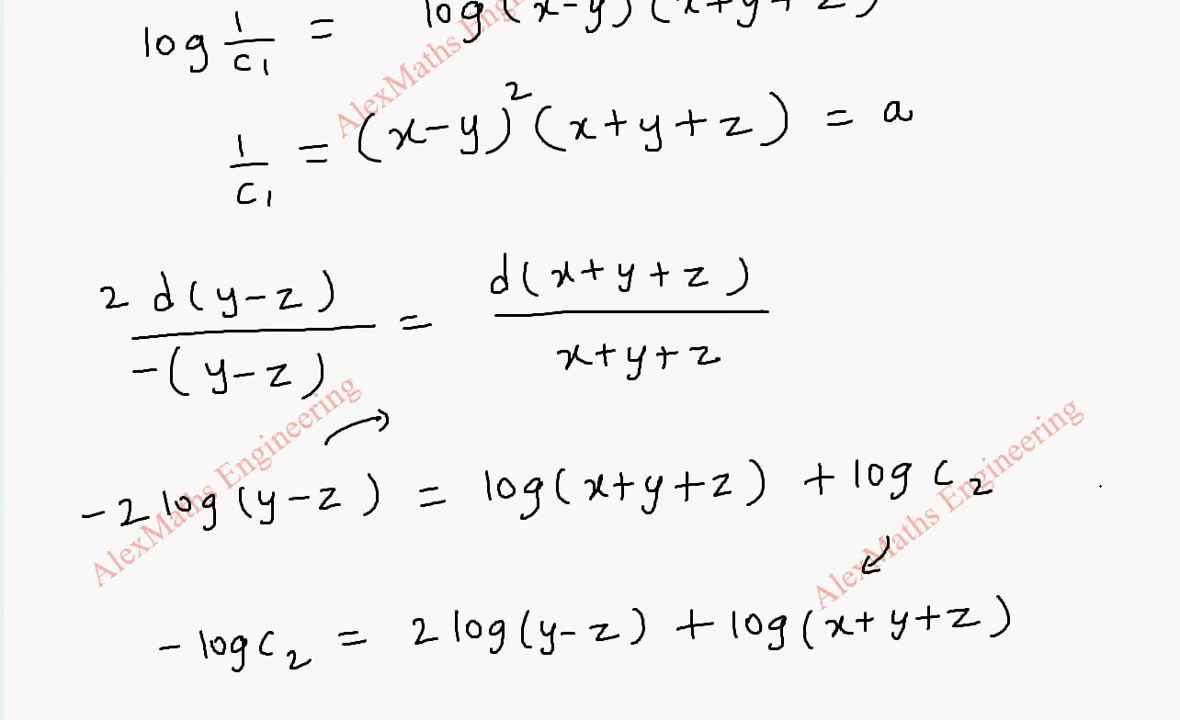 log 1/c₁ = log (x-y) (x+y+z)
1/c₁ = (x-y)² (x+y+z) = a
2 d(y-z) / -(y-z) = d(x+y+z) / x+y+z
-2 log (y-z) = log(x+y+z) + log c₂
-log c₂ = 2 log(y-z) + log(x+y+z)
AlexMaths Engineering
AlexMaths Engineering
AlexMaths Engineering